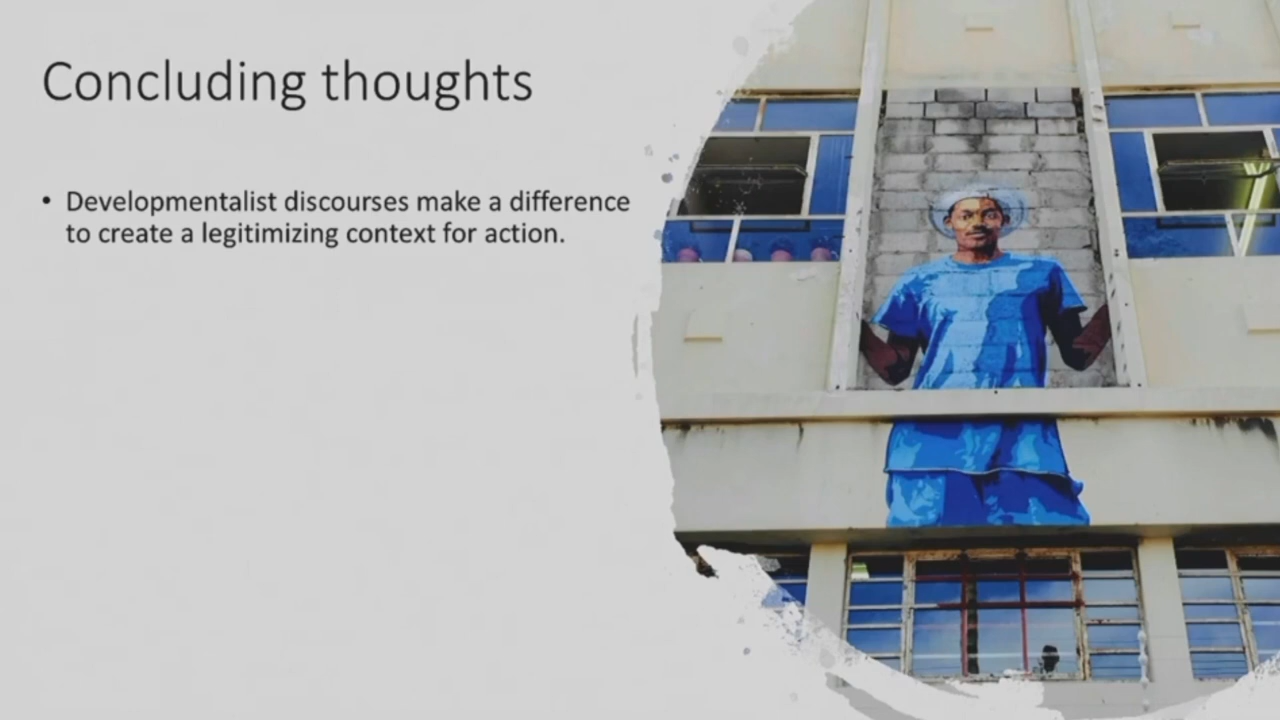 Concluding thoughts
• Developmentalist discourses make a difference
to create a legitimizing context for action.